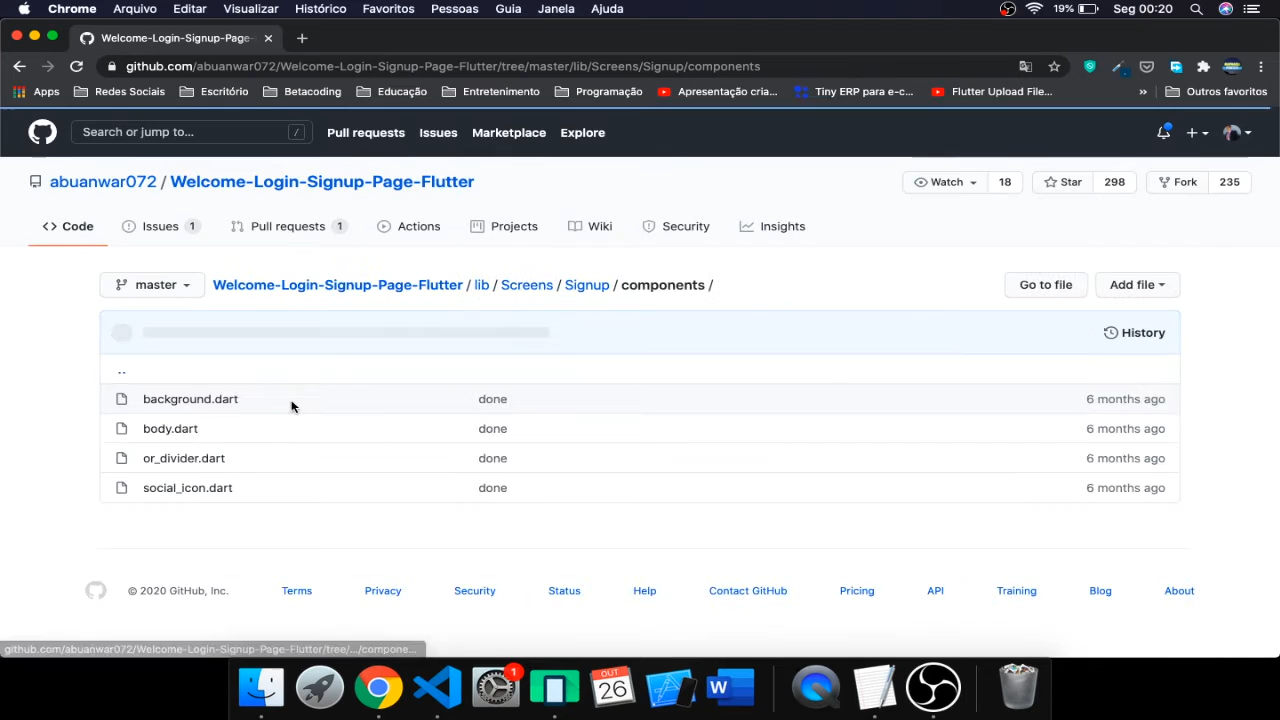 Chrome Arquivo Editar Visualizar Histórico Favoritos Pessoas Guia Janela Ajuda 19% Seg 00:20
Welcome-Login-Signup-Page-
github.com/abuanwar072/Welcome-Login-Signup-Page-Flutter/tree/master/lib/Screens/Signup/components
Apps Redes Sociais Escritório Betacoding Educação Entretenimento Programação Apresentação cria... Tiny ERP para e-c... Flutter Upload File... » Outros favoritos
Search or jump to... / Pull requests Issues Marketplace Explore
abuanwar072 / Welcome-Login-Signup-Page-Flutter Watch 18 Star 298 Fork 235
Code Issues 1 Pull requests 1 Actions Projects Wiki Security Insights
master Welcome-Login-Signup-Page-Flutter / lib / Screens / Signup / components / Go to file Add file
History
..
background.dart done 6 months ago
body.dart done 6 months ago
or_divider.dart done 6 months ago
social_icon.dart done 6 months ago
© 2020 GitHub, Inc. Terms Privacy Security Status Help Contact GitHub Pricing API Training Blog About
github.com/abuanwar072/Welcome-Login-Signup-Page-Flutter/tree/.../compone...
1
OUT
26
W